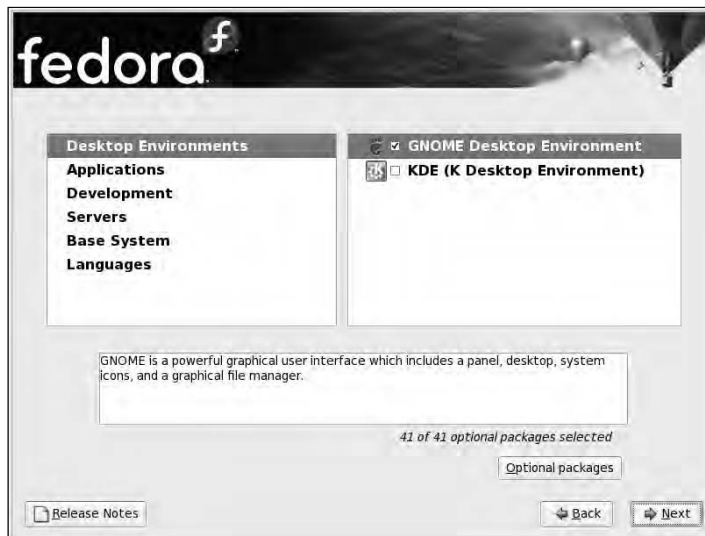 fedora f
Desktop Environments
Applications
Development
Servers
Base System
Languages
GNOME Desktop Environment
KDE (K Desktop Environment)
GNOME is a powerful graphical user interface which includes a panel, desktop, system
icons, and a graphical file manager.
41 of 41 optional packages selected
Optional packages
Release Notes
Back
Next